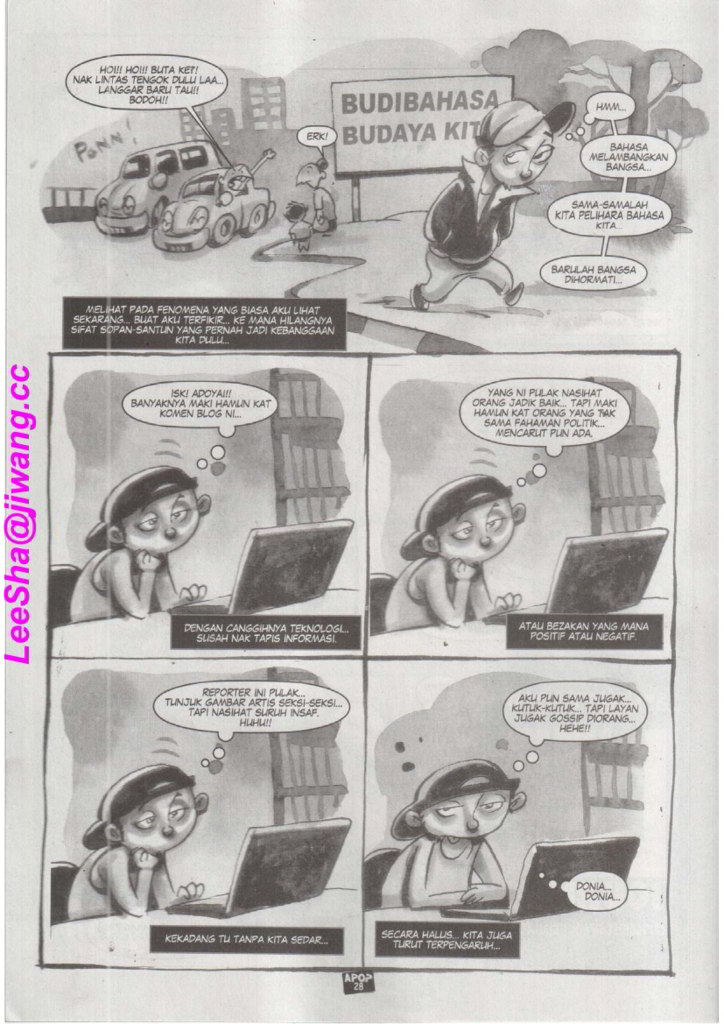 HOI!! HOI!! BUTA KE?!
NAK LINTAS TENGOK DULU LAA...
LANGGAR BARU TAU!!
BODOH!!
PONN!
ERK!
BUDIBAHASA
BUDAYA KIT
HMM...
BAHASA
MELAMBANGKAN
BANGSA...
SAMA-SAMALAH
KITA PELIHARA BAHASA
KITA...
BARULAH BANGSA
DIHORMATI...
MELIHAT PADA FENOMENA YANG BIASA AKU LIHAT
SEKARANG... BUAT AKU TERFIKIR... KE MANA HILANGNYA
SIFAT SOPAN-SANTUN YANG PERNAH JADI KEBANGGAAN
KITA DULU...
ISK! ADOYAI!!
BANYAKNYA MAKI HAMUN KAT
KOMEN BLOG NI...
DENGAN CANGGIHNYA TEKNOLOGI...
SUSAH NAK TAPIS INFORMASI.
YANG NI PULAK NASIHAT
ORANG JADIK BAIK... TAPI MAKI
HAMUN KAT ORANG YANG TAK
SAMA FAHAMAN POLITIK...
MENCARUT PUN ADA.
ATAU BEZAKAN YANG MANA
POSITIF ATAU NEGATIF.
REPORTER INI PULAK...
TUNJUK GAMBAR ARTIS SEKSI-SEKSI...
TAPI NASIHAT SURUH INSAF.
HUHU!!
KEKADANG TU TANPA KITA SEDAR...
AKU PUN SAMA JUGAK...
KUTUK-KUTUK... TAPI LAYAN
JUGAK GOSSIP DIORANG...
HEHE!!
DONIA...
DONIA...
SECARA HALUS... KITA JUGA
TURUT TERPENGARUH...
APOP
28
LeeSha@jiwang.cc